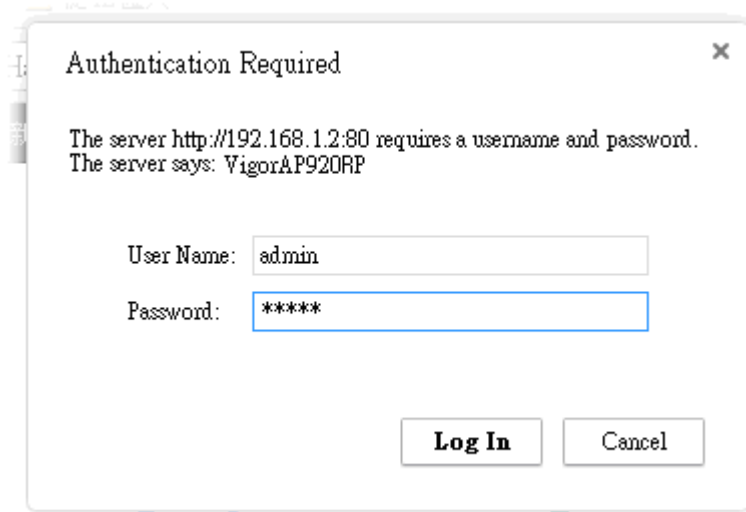 Authentication Required
The server http://192.168.1.2:80 requires a username and password.
The server says: VigorAP920RP
User Name: admin
Password: *****
Log In Cancel